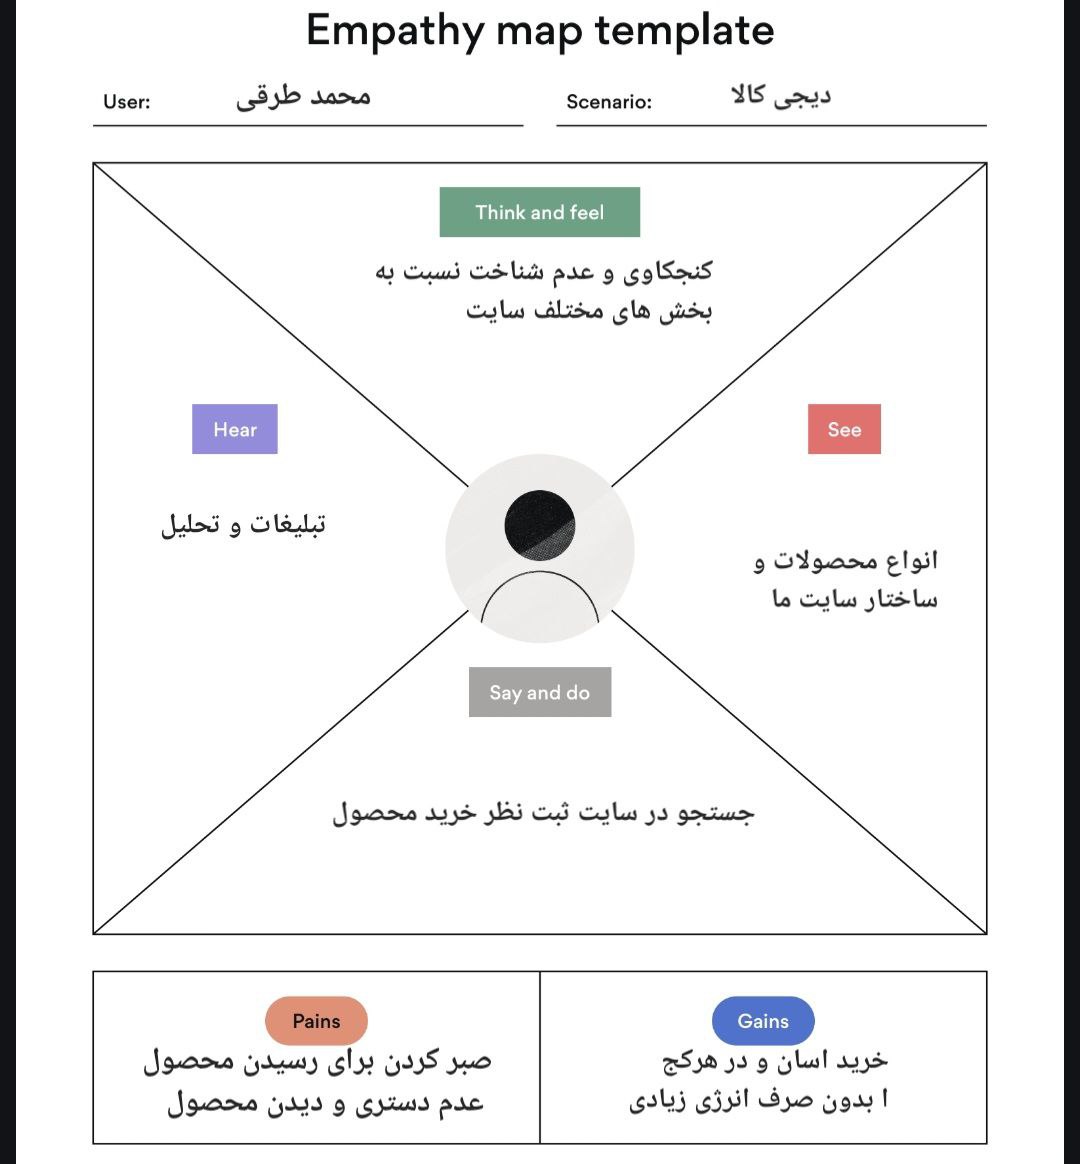 Empathy map template
User: محمد طرقی
Scenario: دیجی کالا
Think and feel
کنجکاوی و عدم شناخت نسبت به
بخش های مختلف سایت
Hear
تبلیغات و تحلیل
See
انواع محصولات و
ساختار سایت ما
Say and do
جستجو در سایت ثبت نظر خرید محصول
Pains
صبر کردن برای رسیدن محصول
عدم دستری و دیدن محصول
Gains
خرید اسان و در هرکج
ا بدون صرف انرژی زیادی